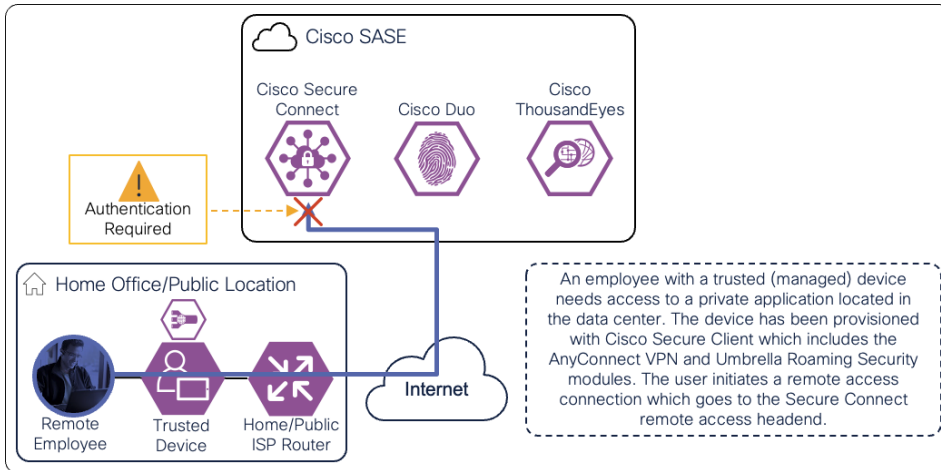 Cisco SASE
Cisco Secure
Connect
Cisco Duo
Cisco
ThousandEyes
Authentication
Required
Home Office/Public Location
Remote
Employee
Trusted
Device
Home/Public
ISP Router
Internet
An employee with a trusted (managed) device
needs access to a private application located in
the data center. The device has been provisioned
with Cisco Secure Client which includes the
AnyConnect VPN and Umbrella Roaming Security
modules. The user initiates a remote access
connection which goes to the Secure Connect
remote access headend.